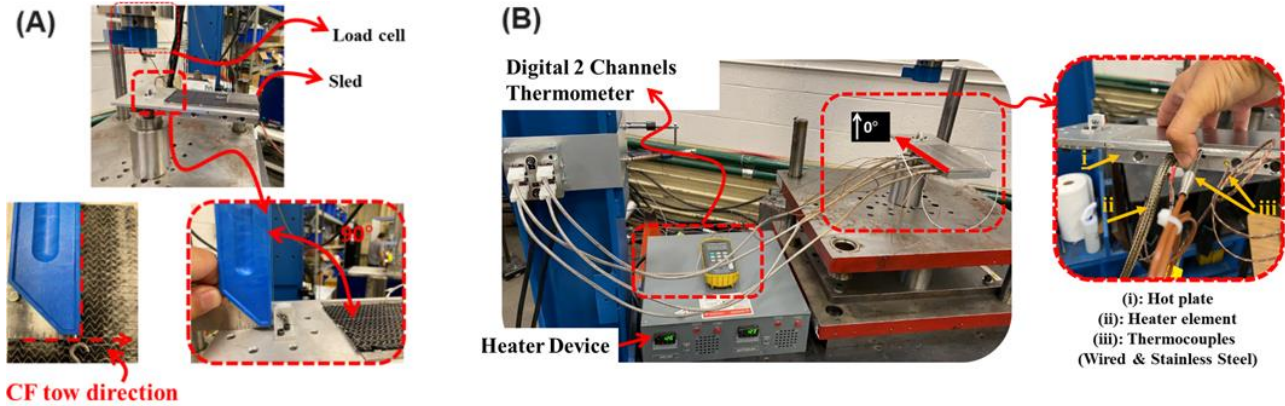 (A)
Load cell
Sled
90°
CF tow direction
(B)
Digital 2 Channels
Thermometer
0°
Heater Device
i
ii
iii
(i): Hot plate
(ii): Heater element
(iii): Thermocouples
(Wired & Stainless Steel)